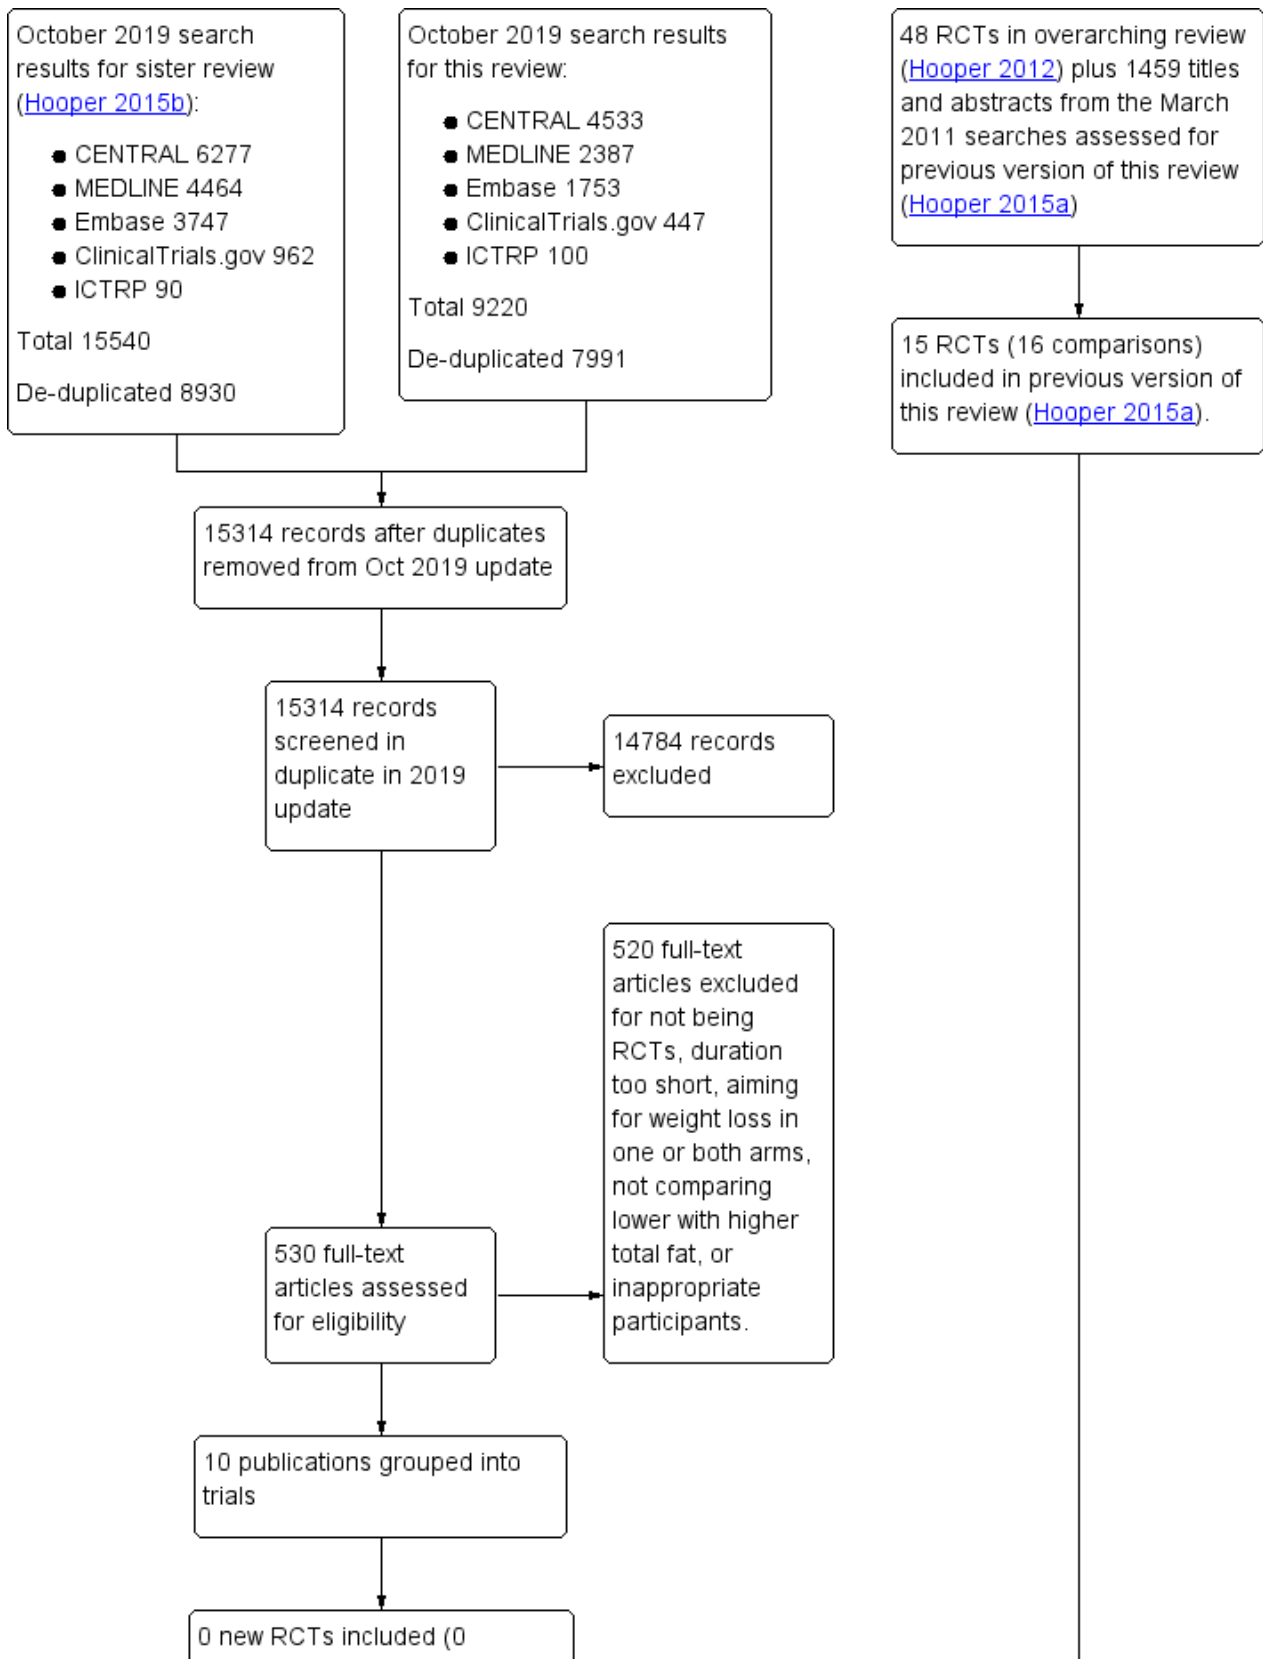 October 2019 search
results for sister review
(Hooper 2015b):
● CENTRAL 6277
● MEDLINE 4464
● Embase 3747
● ClinicalTrials.gov 962
● ICTRP 90
Total 15540
De-duplicated 8930
October 2019 search results
for this review:
● CENTRAL 4533
● MEDLINE 2387
● Embase 1753
● ClinicalTrials.gov 447
● ICTRP 100
Total 9220
De-duplicated 7991
48 RCTs in overarching review
(Hooper 2012) plus 1459 titles
and abstracts from the March
2011 searches assessed for
previous version of this review
(Hooper 2015a)
15 RCTs (16 comparisons)
included in previous version of
this review (Hooper 2015a).
15314 records after duplicates
removed from Oct 2019 update
15314 records
screened in
duplicate in 2019
update
14784 records
excluded
520 full-text
articles excluded
for not being
RCTs, duration
too short, aiming
for weight loss in
one or both arms,
not comparing
lower with higher
total fat, or
inappropriate
participants.
530 full-text
articles assessed
for eligibility
10 publications grouped into
trials
0 new RCTs included (0